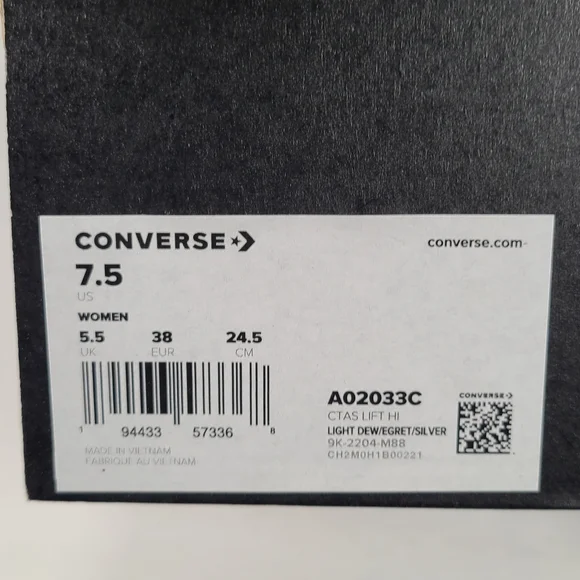 CONVERSE
converse.com
7.5
US
WOMEN
5.5 38 24.5
UK EUR CM
1 94433 57336 8
MADE IN VIETNAM
FABRIQUÉ AU VIETNAM
CONVERSE
A02033C
CTAS LIFT HI
LIGHT DEW/EGRET/SILVER
9K-2204-M88
CH2M0H1B00221